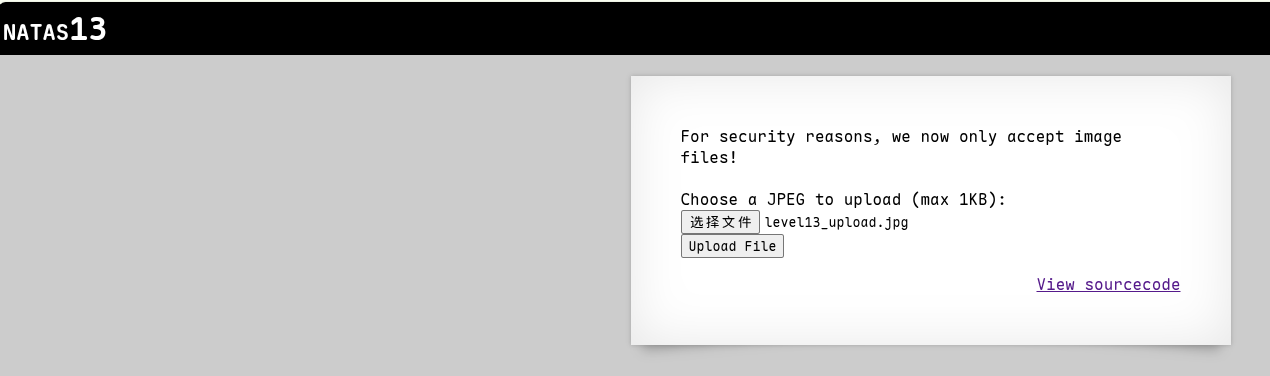 NATAS13
For security reasons, we now only accept image
files!
Choose a JPEG to upload (max 1KB):
选择文件 level13_upload.jpg
Upload File
View sourcecode